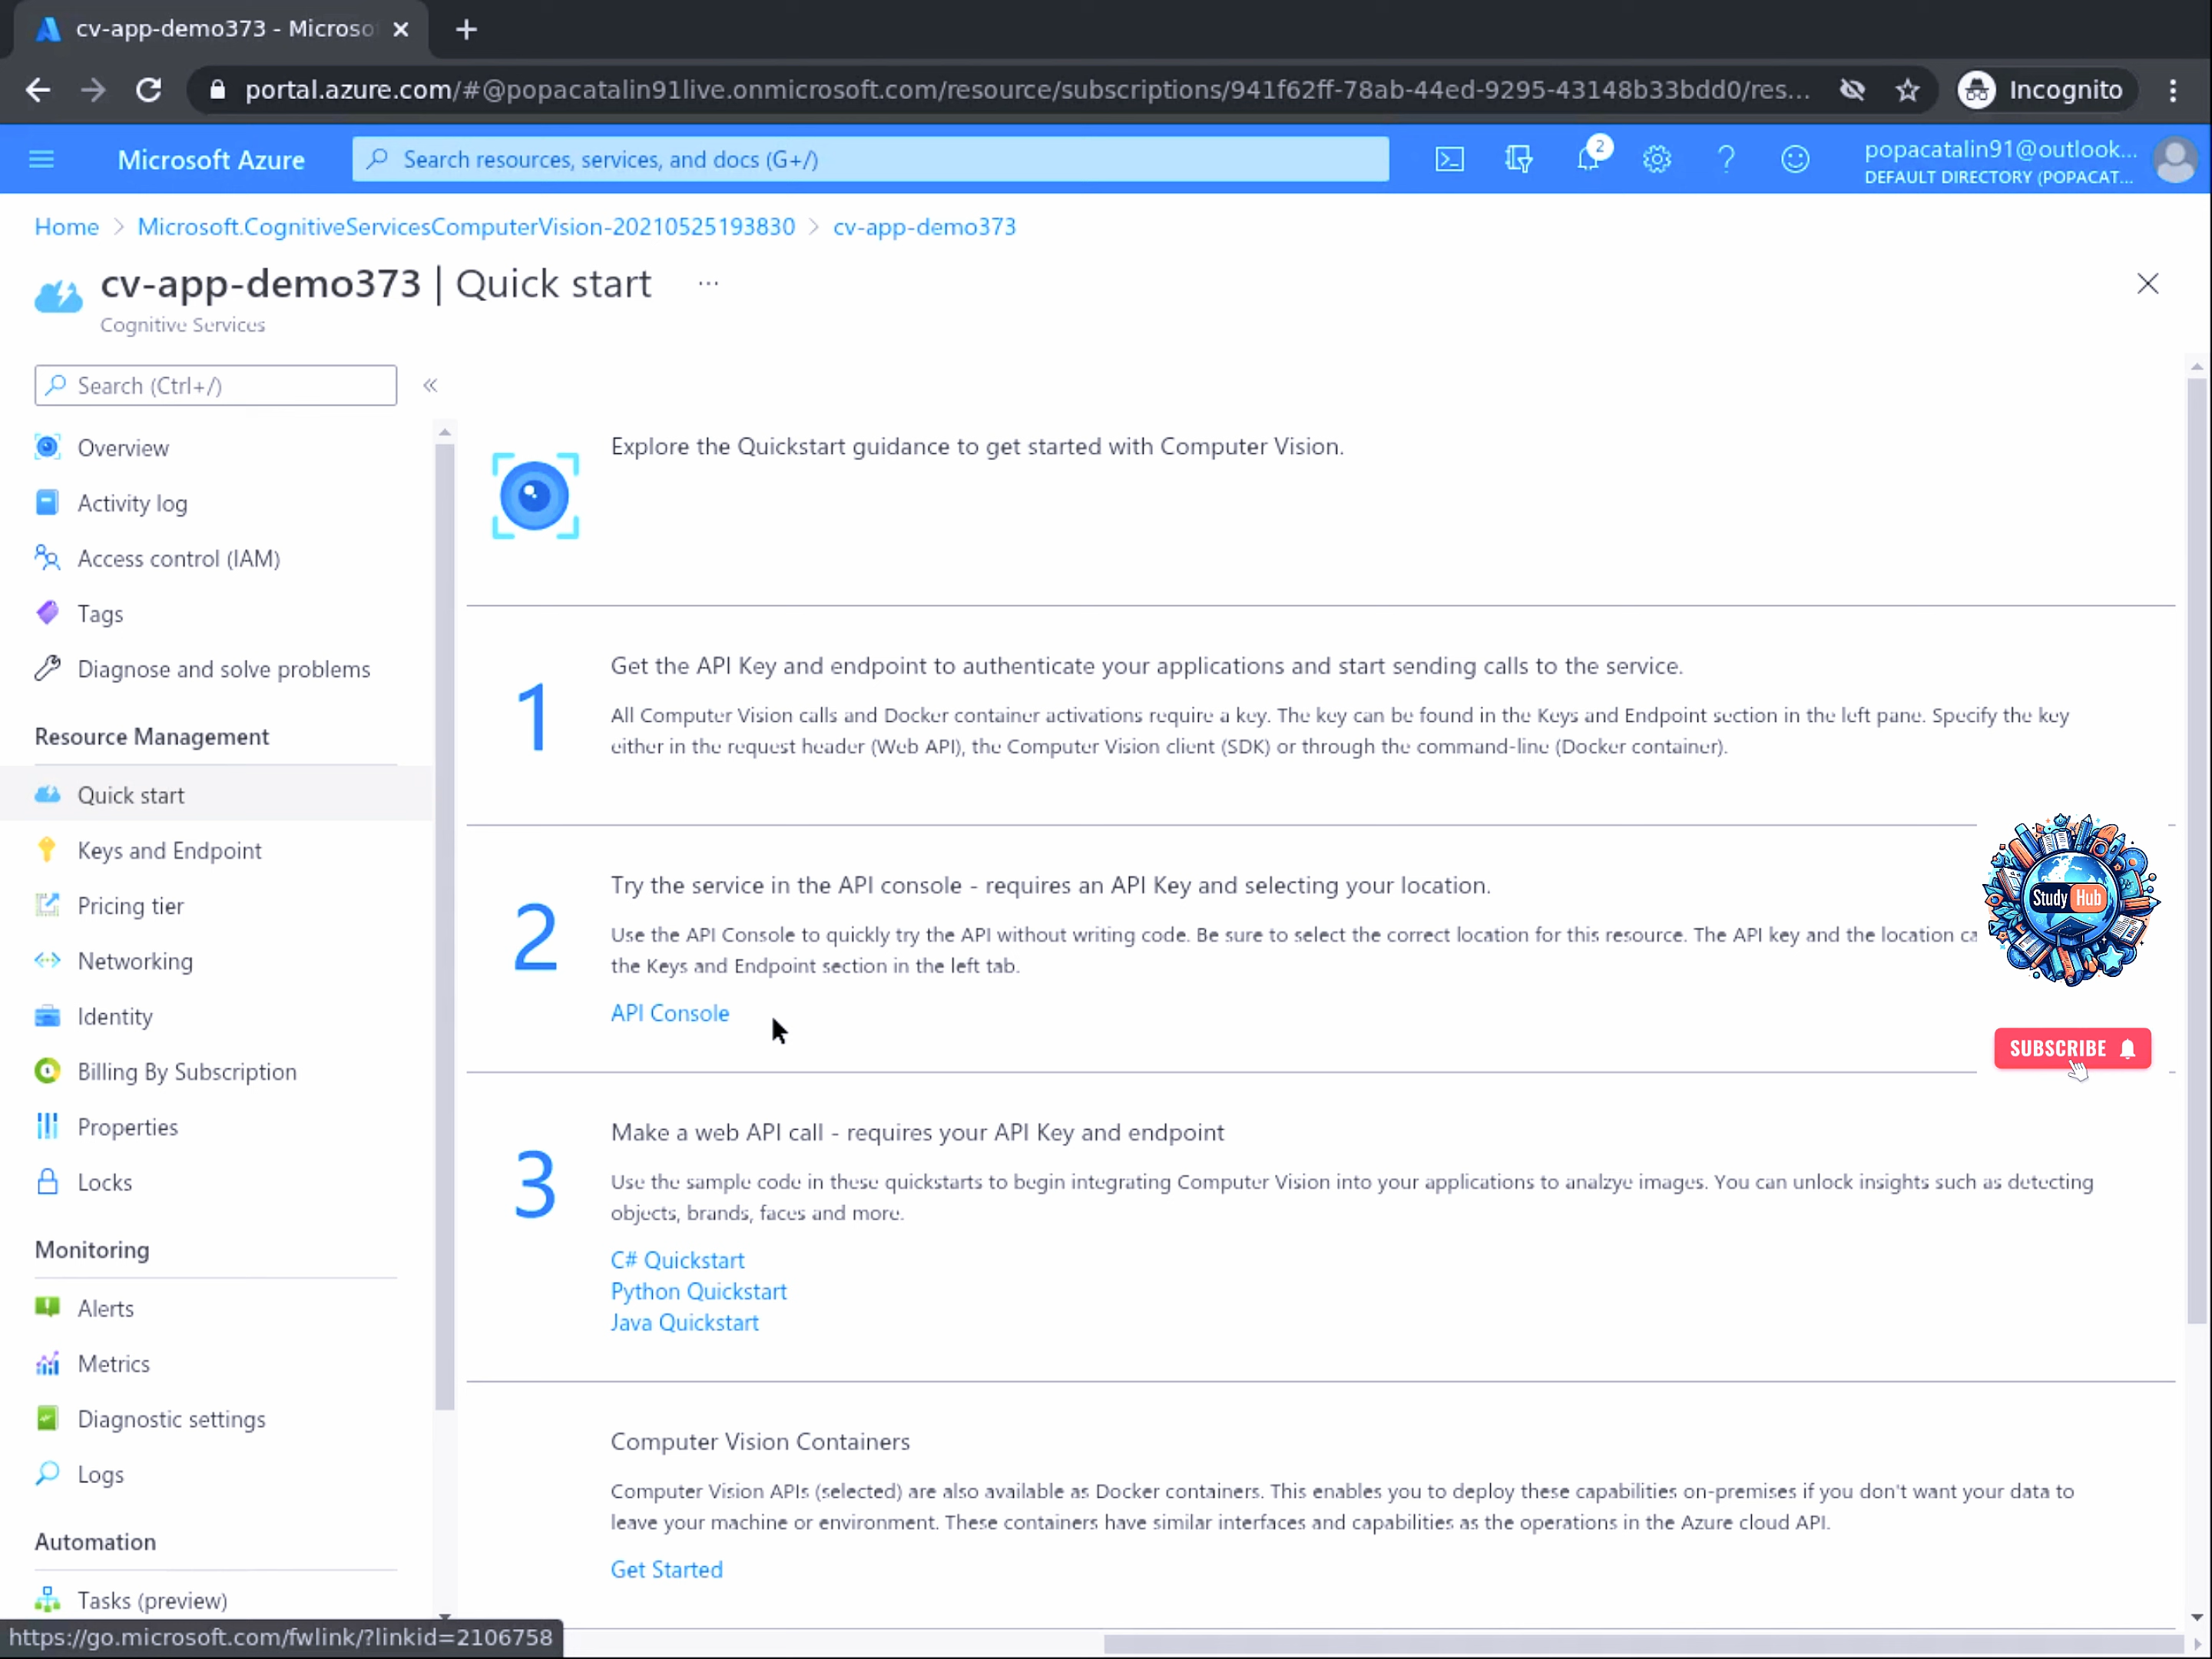 cv-app-demo373 - Microso
portal.azure.com/#@popacatalin91live.onmicrosoft.com/resource/subscriptions/941f62ff-78ab-44ed-9295-43148b33bdd0/res...
Incognito
Microsoft Azure
Search resources, services, and docs (G+/)
2
popacatalin91@outlook...
DEFAULT DIRECTORY (POPACAT...
Home > Microsoft.CognitiveServicesComputerVision-20210525193830 > cv-app-demo373
cv-app-demo373 | Quick start ...
Cognitive Services
Search (Ctrl+/)
Overview
Activity log
Access control (IAM)
Tags
Diagnose and solve problems
Resource Management
Quick start
Keys and Endpoint
Pricing tier
Networking
Identity
Billing By Subscription
Properties
Locks
Monitoring
Alerts
Metrics
Diagnostic settings
Logs
Automation
Tasks (preview)
https://go.microsoft.com/fwlink/?linkid=2106758
Explore the Quickstart guidance to get started with Computer Vision.
1
Get the API Key and endpoint to authenticate your applications and start sending calls to the service.
All Computer Vision calls and Docker container activations require a key. The key can be found in the Keys and Endpoint section in the left pane. Specify the key
either in the request header (Web API), the Computer Vision client (SDK) or through the command-line (Docker container).
2
Try the service in the API console - requires an API Key and selecting your location.
Use the API Console to quickly try the API without writing code. Be sure to select the correct location for this resource. The API key and the location ca
the Keys and Endpoint section in the left tab.
API Console
Study Hub
SUBSCRIBE
3
Make a web API call - requires your API Key and endpoint
Use the sample code in these quickstarts to begin integrating Computer Vision into your applications to analzye images. You can unlock insights such as detecting
objects, brands, faces and more.
C# Quickstart
Python Quickstart
Java Quickstart
Computer Vision Containers
Computer Vision APIs (selected) are also available as Docker containers. This enables you to deploy these capabilities on-premises if you don't want your data to
leave your machine or environment. These containers have similar interfaces and capabilities as the operations in the Azure cloud API.
Get Started